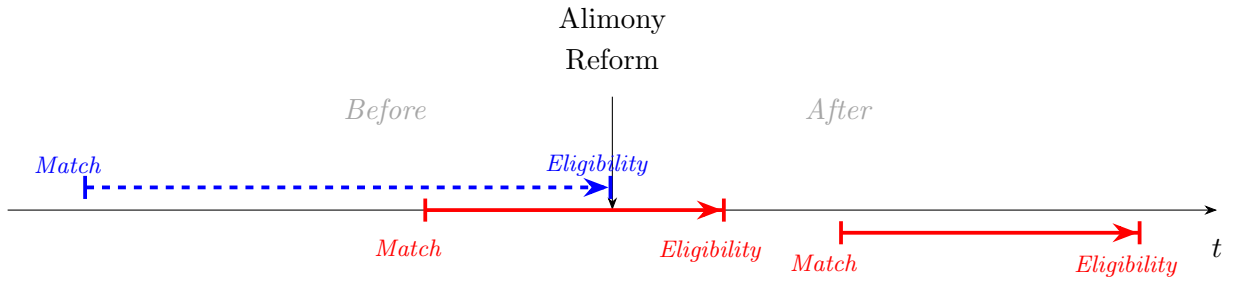 Alimony
Reform
Before
After
Match
Eligibility
Match
Eligibility
Match
Eligibility
t